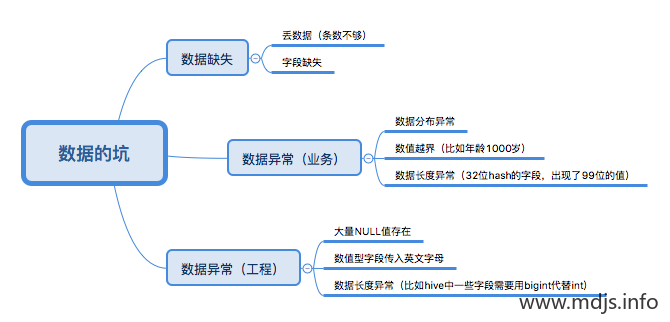 数据的坑
数据缺失
丢数据（条数不够）
字段缺失
数据异常（业务）
数据分布异常
数值越界（比如年龄1000岁）
数据长度异常（32位hash的字段，出现了99位的值）
数据异常（工程）
大量NULL值存在
数值型字段传入英文字母
数据长度异常（比如hive中一些字段需要用bigint代替int）
www.mdjs.info